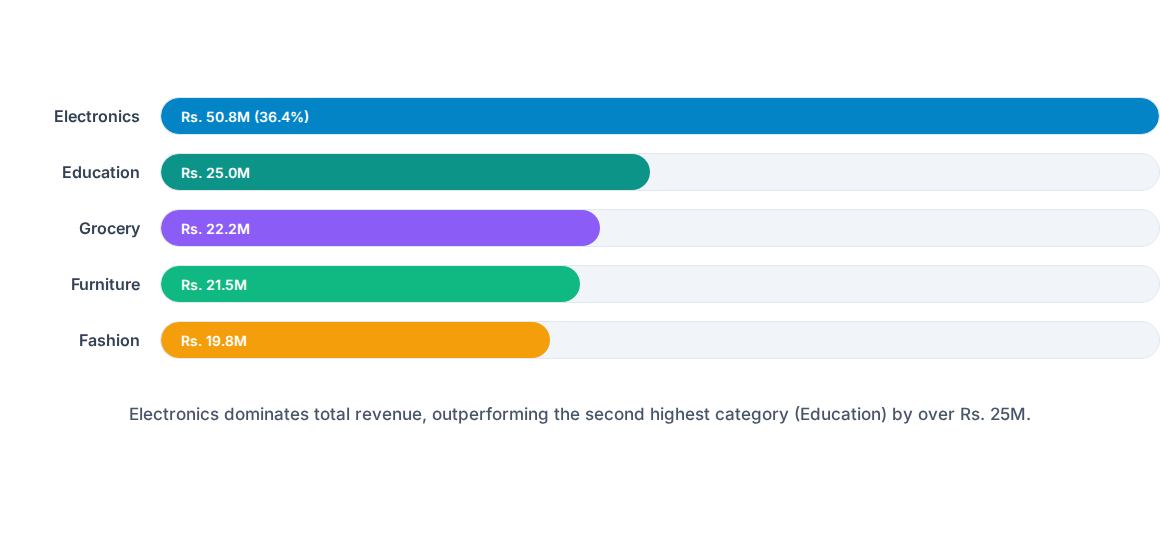 Electronics Rs. 50.8M (36.4%)
Education Rs. 25.0M
Grocery Rs. 22.2M
Furniture Rs. 21.5M
Fashion Rs. 19.8M
Electronics dominates total revenue, outperforming the second highest category (Education) by over Rs. 25M.